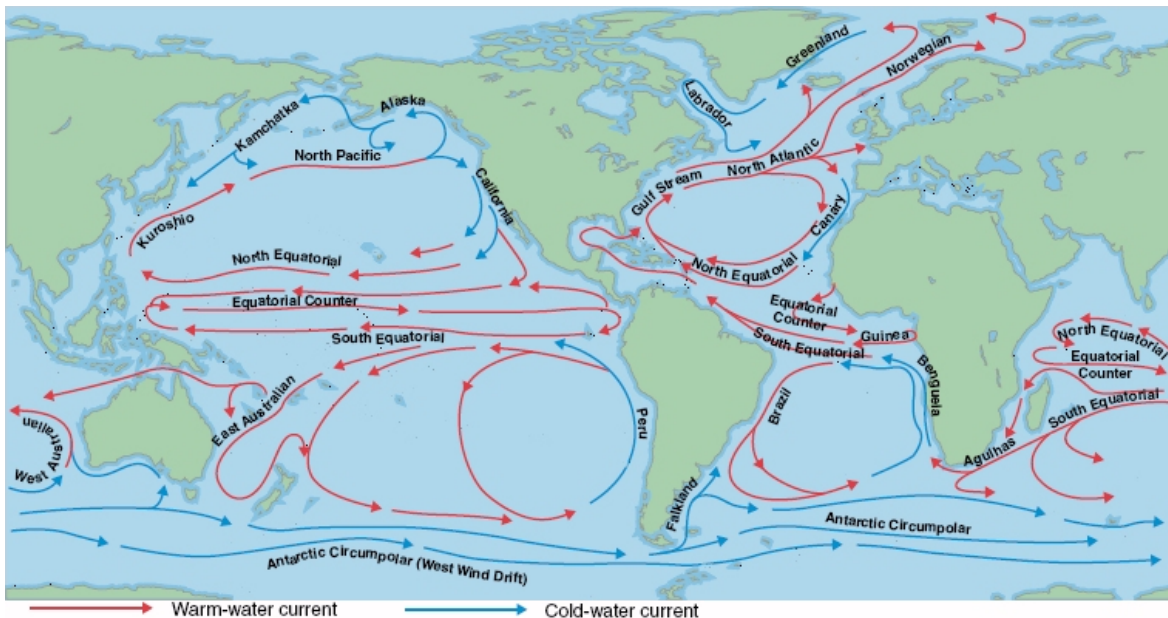 Greenland
Norwegian
Labrador
Alaska
Kamchatka
North Pacific
North Atlantic
Gulf Stream
California
Kuroshio
Canary
North Equatorial
North Equatorial
Equatorial Counter
Equatorial
Counter
Guinea
South Equatorial
South Equatorial
North Equatorial
Equatorial
Counter
South Equatorial
Benguela
East Australian
Brazil
Peru
West Australian
Agulhas
Falkland
Antarctic Circumpolar
Antarctic Circumpolar (West Wind Drift)
Warm-water current
Cold-water current